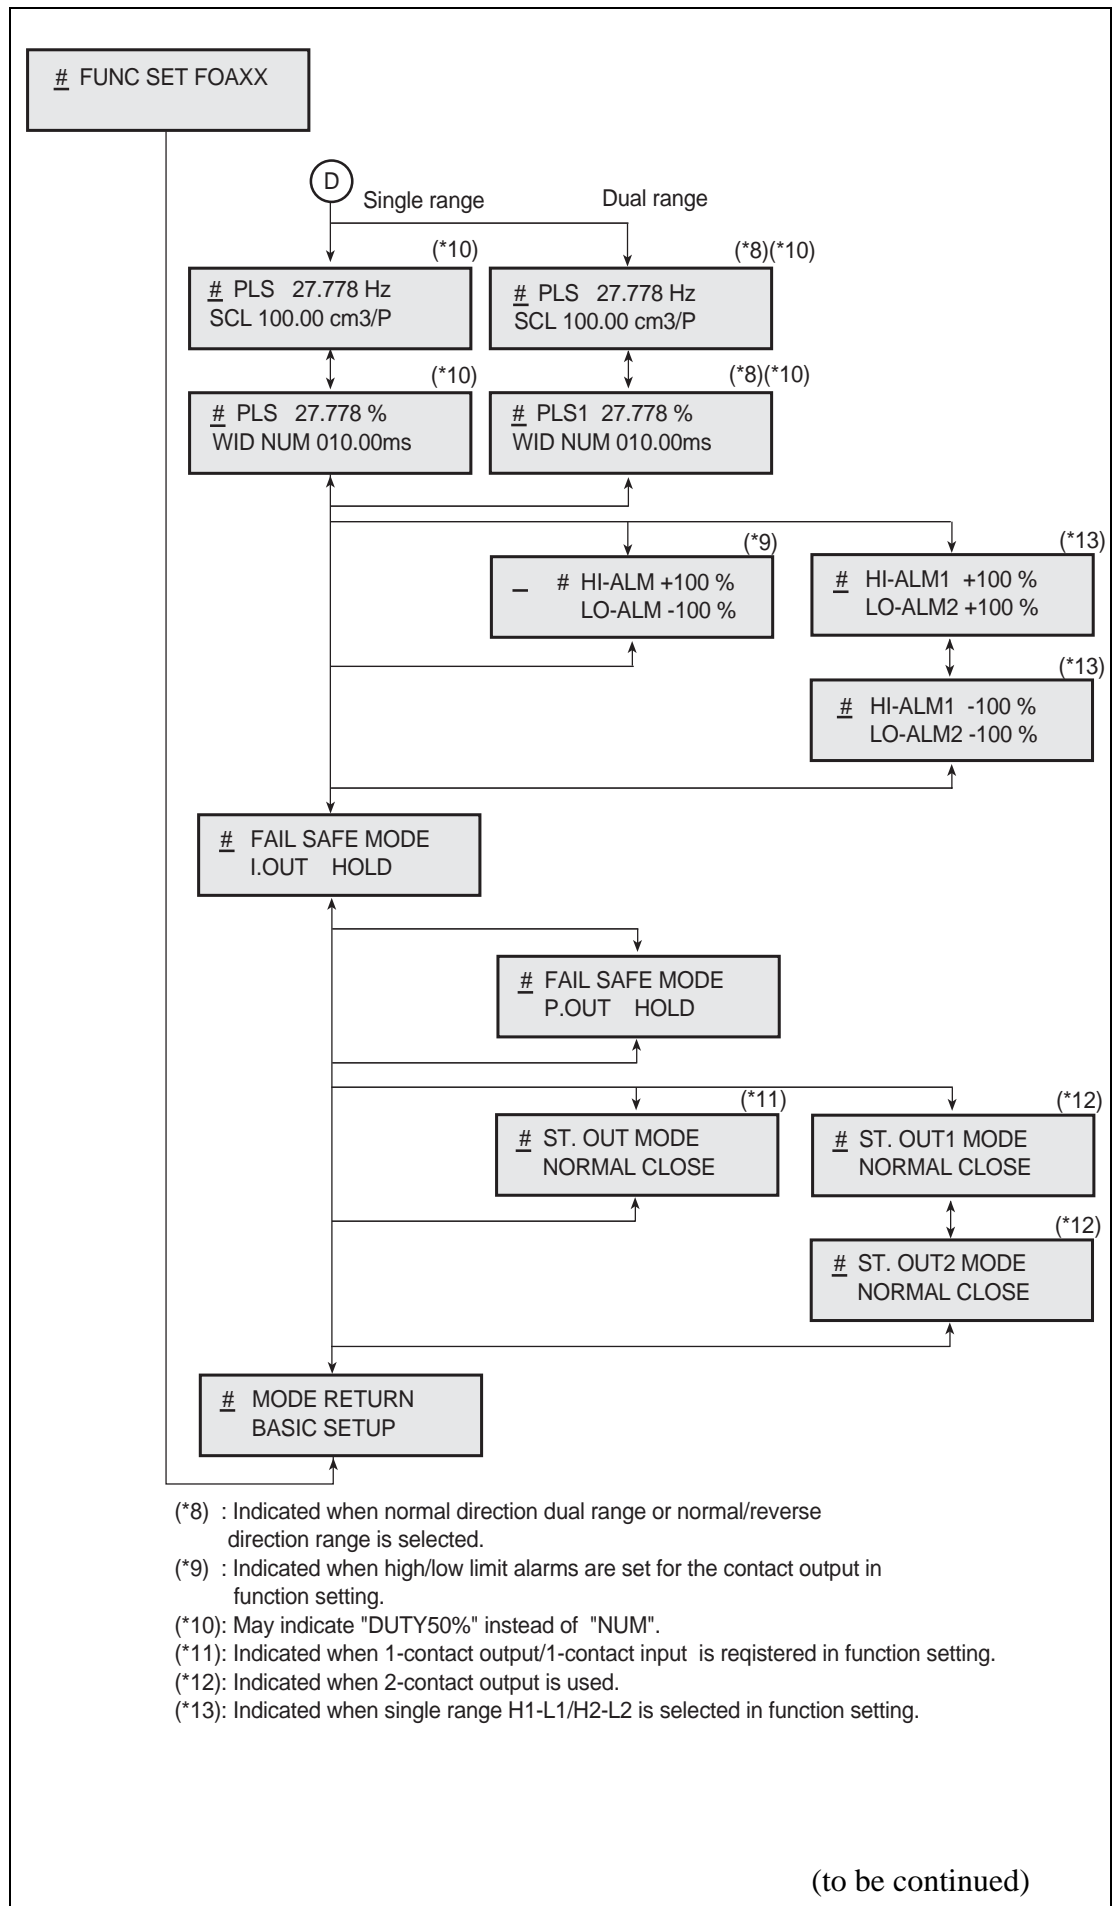 # FUNC SET FOAXX
D
Single range
Dual range
(*10)
(*8)(*10)
# PLS 27.778 Hz
SCL 100.00 cm3/P
# PLS 27.778 Hz
SCL 100.00 cm3/P
(*10)
(*8)(*10)
# PLS 27.778 %
WID NUM 010.00ms
# PLS1 27.778 %
WID NUM 010.00ms
(*9)
(*13)
_ # HI-ALM +100 %
LO-ALM -100 %
# HI-ALM1 +100 %
LO-ALM2 +100 %
(*13)
# HI-ALM1 -100 %
LO-ALM2 -100 %
# FAIL SAFE MODE
I.OUT HOLD
# FAIL SAFE MODE
P.OUT HOLD
(*11)
(*12)
# ST. OUT MODE
NORMAL CLOSE
# ST. OUT1 MODE
NORMAL CLOSE
(*12)
# ST. OUT2 MODE
NORMAL CLOSE
# MODE RETURN
BASIC SETUP
(*8) : Indicated when normal direction dual range or normal/reverse
direction range is selected.
(*9) : Indicated when high/low limit alarms are set for the contact output in
function setting.
(*10): May indicate "DUTY50%" instead of "NUM".
(*11): Indicated when 1-contact output/1-contact input is reqistered in function setting.
(*12): Indicated when 2-contact output is used.
(*13): Indicated when single range H1-L1/H2-L2 is selected in function setting.
(to be continued)